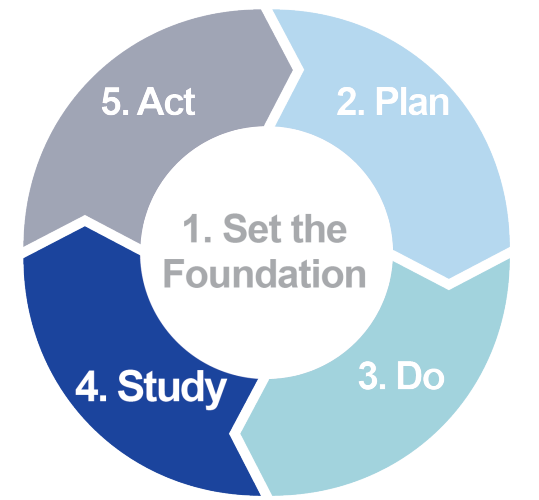 5. Act
2. Plan
1. Set the
Foundation
3. Do
4. Study